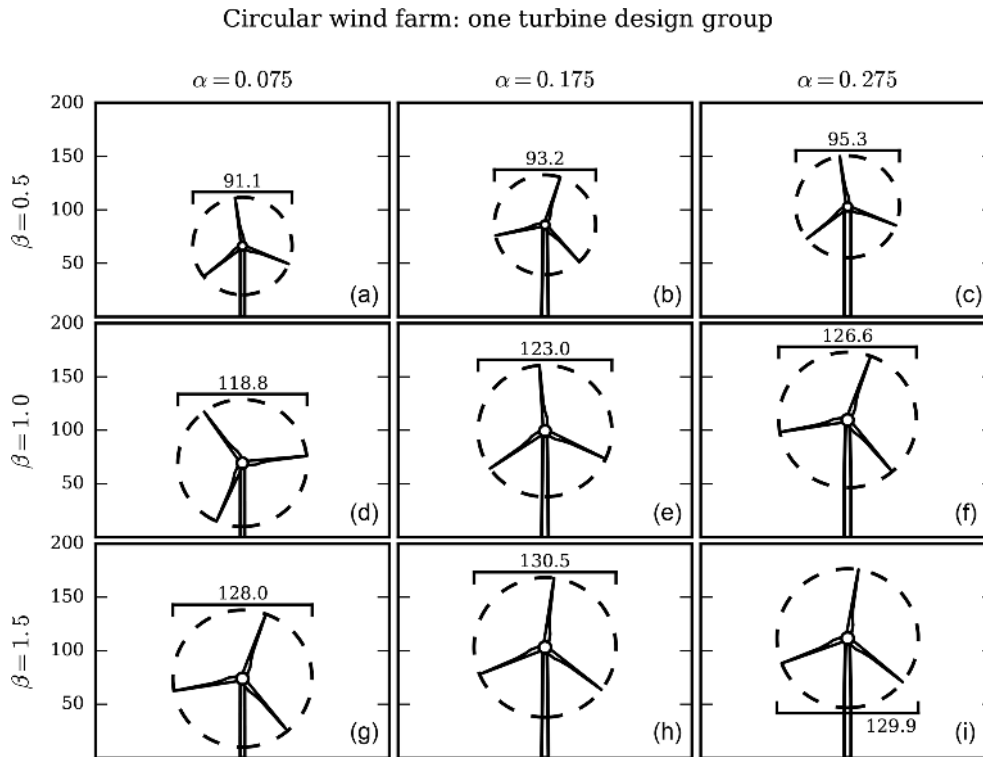 Circular wind farm: one turbine design group
α = 0.075
α = 0.175
α = 0.275
β = 0.5
200
150
100
50
91.1
(a)
93.2
(b)
95.3
(c)
β = 1.0
200
150
100
50
118.8
(d)
123.0
(e)
126.6
(f)
β = 1.5
200
150
100
50
128.0
(g)
130.5
(h)
129.9
(i)